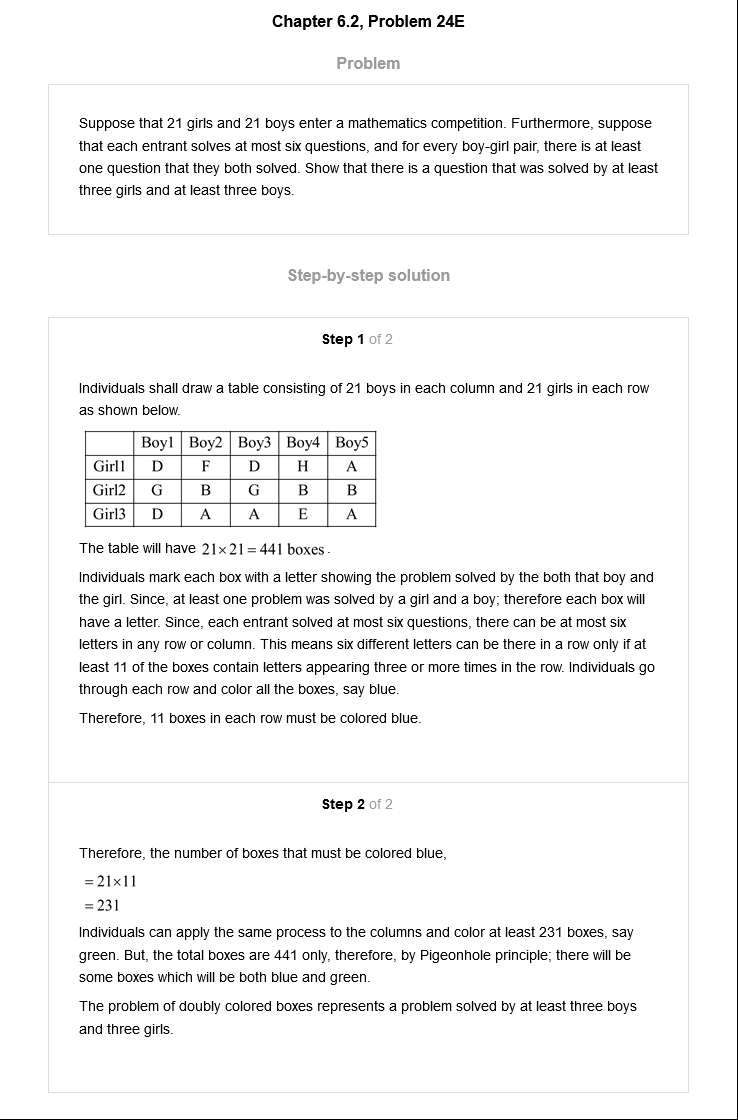 Chapter 6.2, Problem 24E
Problem
Suppose that 21 girls and 21 boys enter a mathematics competition. Furthermore, suppose
that each entrant solves at most six questions, and for every boy-girl pair, there is at least
one question that they both solved. Show that there is a question that was solved by at least
three girls and at least three boys.
Step-by-step solution
Step 1 of 2
Individuals shall draw a table consisting of 21 boys in each column and 21 girls in each row
as shown below.
Boy1 Boy2 Boy3 Boy4 Boy5
Girl1 D F D H A
Girl2 G B G B B
Girl3 D A A E A
The table will have 21×21=441 boxes.
Individuals mark each box with a letter showing the problem solved by the both that boy and
the girl. Since, at least one problem was solved by a girl and a boy; therefore each box will
have a letter. Since, each entrant solved at most six questions, there can be at most six
letters in any row or column. This means six different letters can be there in a row only if at
least 11 of the boxes contain letters appearing three or more times in the row. Individuals go
through each row and color all the boxes, say blue.
Therefore, 11 boxes in each row must be colored blue.
Step 2 of 2
Therefore, the number of boxes that must be colored blue,
=21×11
=231
Individuals can apply the same process to the columns and color at least 231 boxes, say
green. But, the total boxes are 441 only, therefore, by Pigeonhole principle; there will be
some boxes which will be both blue and green.
The problem of doubly colored boxes represents a problem solved by at least three boys
and three girls.